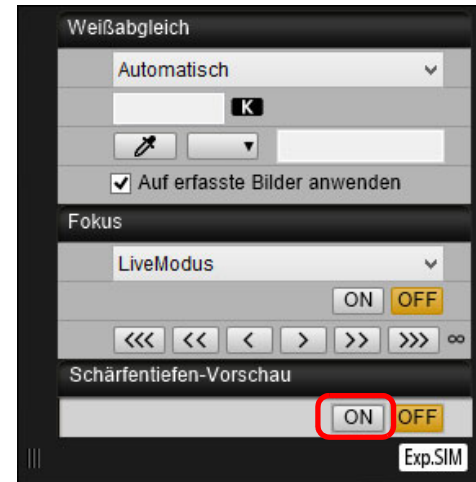 Weißabgleich
Automatisch
K
Auf erfasste Bilder anwenden
Fokus
LiveModus
ON OFF
<<< << < > >> >>> ∞
Schärfentiefen-Vorschau
ON OFF
Exp.SIM